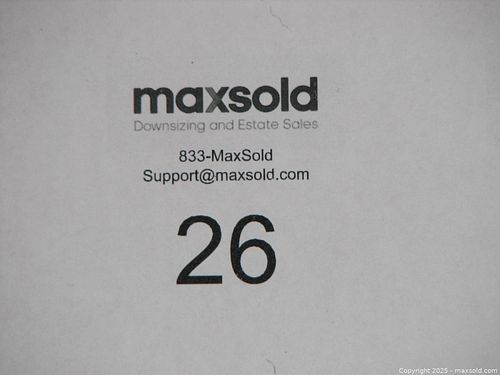 maxsold
Downsizing and Estate Sales
833-MaxSold
Support@maxsold.com
26
Copyright 2025 - maxsold.com